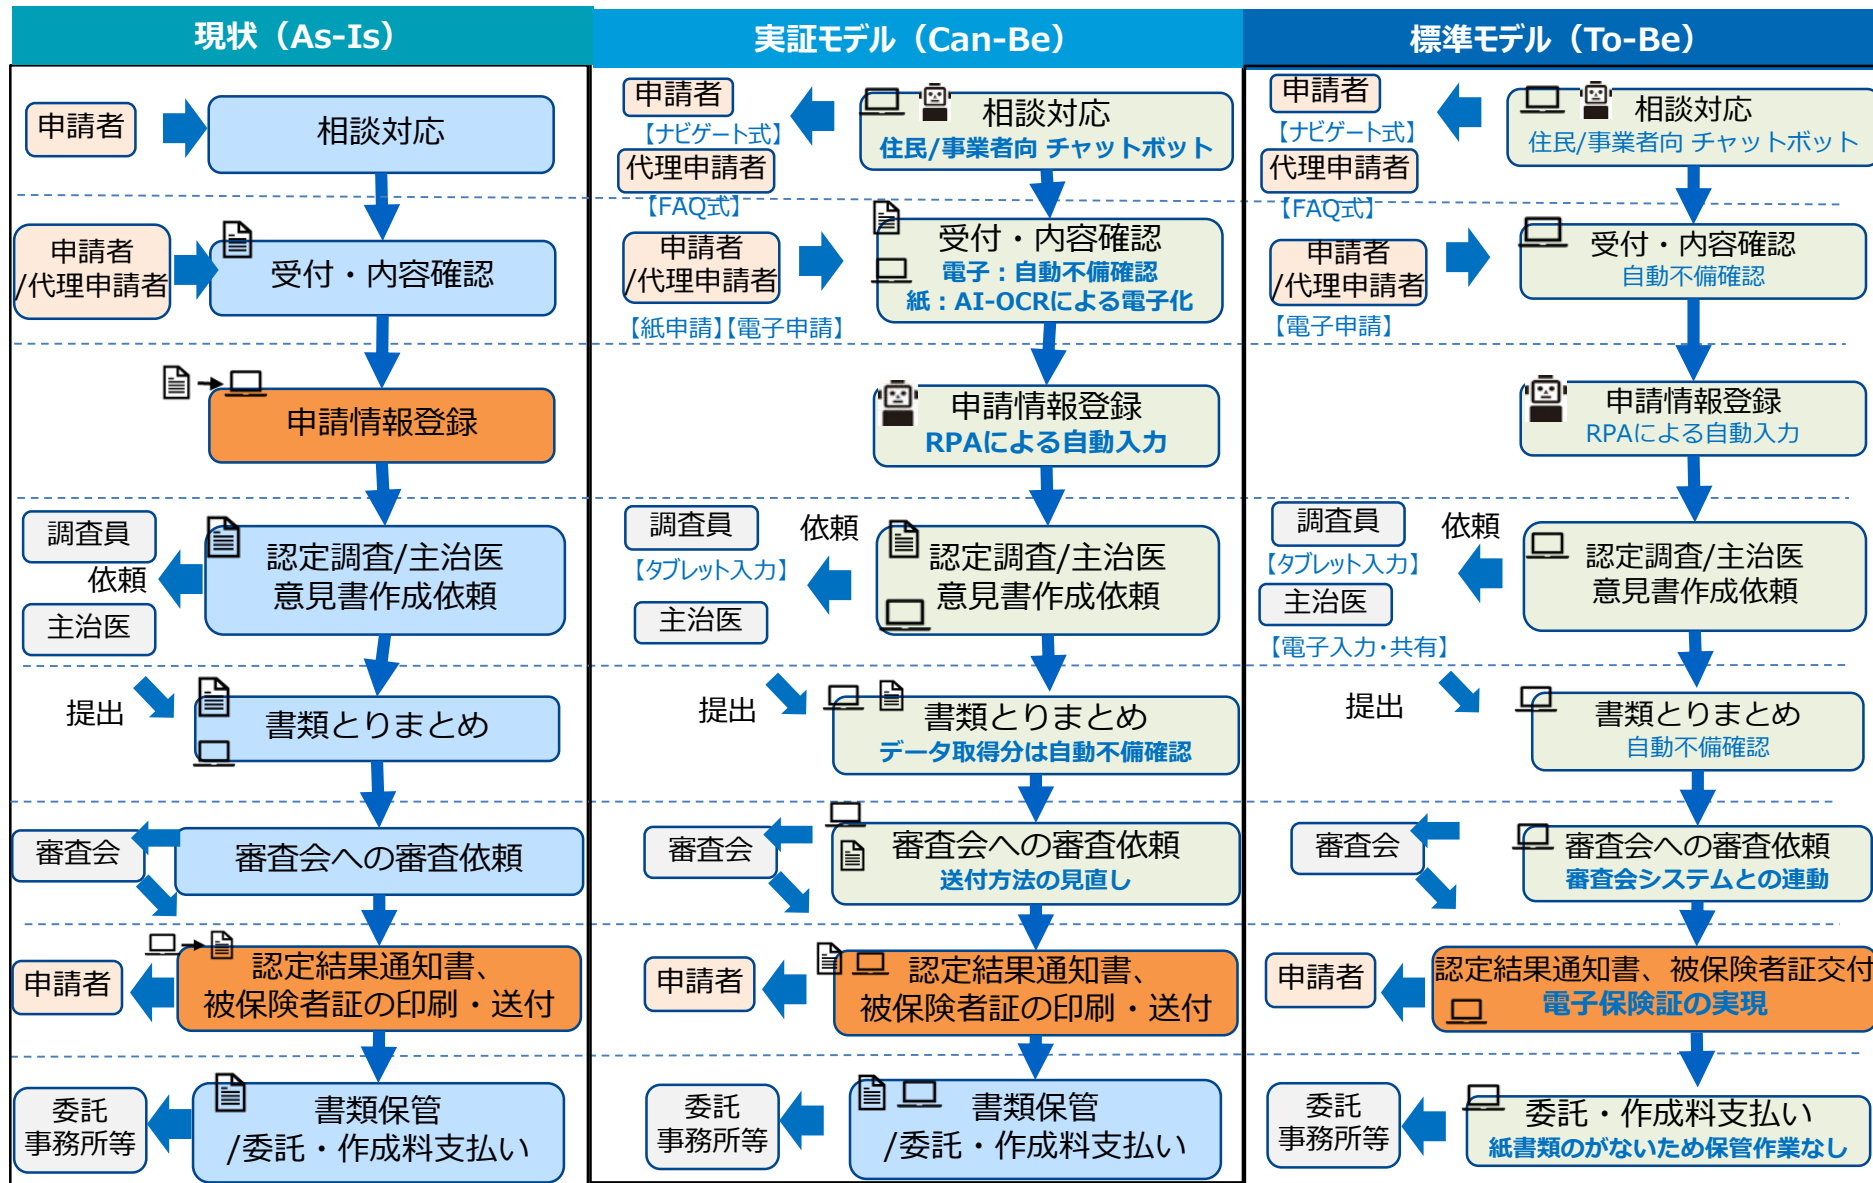 現状（As-Is）
申請者
相談対応
申請者
/代理申請者
受付・内容確認
申請情報登録
調査員
依頼
主治医
認定調査/主治医
意見書作成依頼
提出
書類とりまとめ
審査会
審査会への審査依頼
申請者
認定結果通知書、
被保険者証の印刷・送付
委託
事務所等
書類保管
/委託・作成料支払い
実証モデル（Can-Be）
申請者
【ナビゲート式】
代理申請者
【FAQ式】
相談対応
住民/事業者向 チャットボット
申請者
/代理申請者
【紙申請】【電子申請】
受付・内容確認
電子：自動不備確認
紙：AI-OCRによる電子化
申請情報登録
RPAによる自動入力
調査員
【タブレット入力】
依頼
主治医
認定調査/主治医
意見書作成依頼
提出
書類とりまとめ
データ取得分は自動不備確認
審査会
審査会への審査依頼
送付方法の見直し
申請者
認定結果通知書、
被保険者証の印刷・送付
委託
事務所等
書類保管
/委託・作成料支払い
標準モデル（To-Be）
申請者
【ナビゲート式】
代理申請者
【FAQ式】
相談対応
住民/事業者向 チャットボット
申請者
/代理申請者
【電子申請】
受付・内容確認
自動不備確認
申請情報登録
RPAによる自動入力
調査員
【タブレット入力】
依頼
主治医
【電子入力・共有】
認定調査/主治医
意見書作成依頼
提出
書類とりまとめ
自動不備確認
審査会
審査会への審査依頼
審査会システムとの連動
申請者
認定結果通知書、被保険者証交付
電子保険証の実現
委託
事務所等
委託・作成料支払い
紙書類のがないため保管作業なし